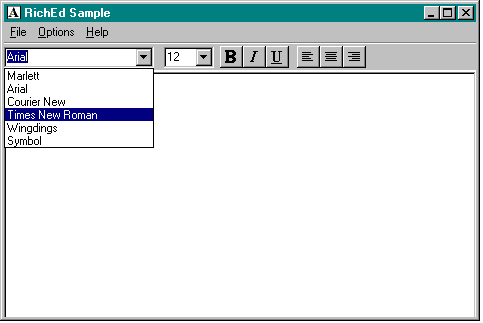 A RichEd Sample
File Options Help
Arial 12 B I U
Marlett
Arial
Courier New
Times New Roman
Wingdings
Symbol